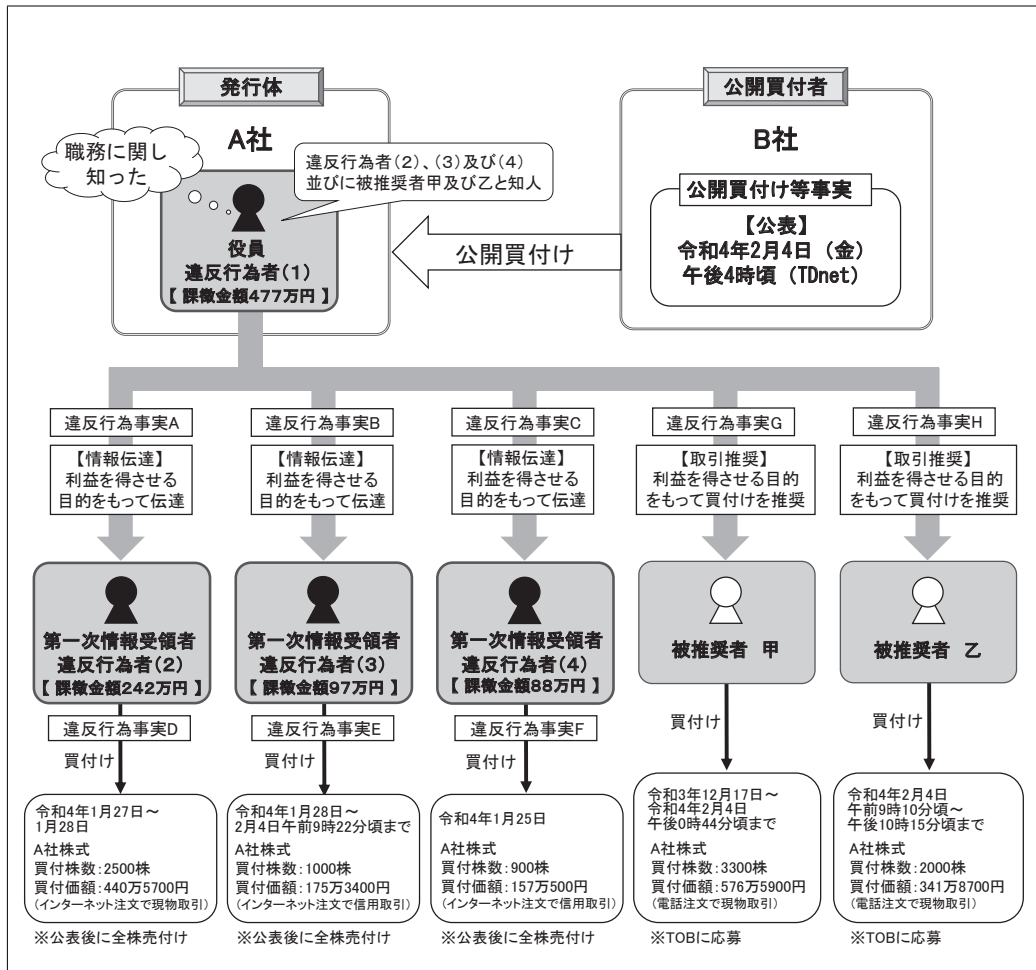 発行体
公開買付者
A社
B社
職務に関し
知った
違反行為者(2)、(3)及び(4)
並びに被推奨者甲及び乙と知人
役員
違反行為者(1)
【 課徴金額477万円 】
公開買付け
公開買付け等事実
【公表】
令和4年2月4日（金）
午後4時頃（TDnet）
違反行為事実A
違反行為事実B
違反行為事実C
違反行為事実G
違反行為事実H
【情報伝達】
利益を得させる
目的をもって伝達
【情報伝達】
利益を得させる
目的をもって伝達
【情報伝達】
利益を得させる
目的をもって伝達
【取引推奨】
利益を得させる目的
をもって買付けを推奨
【取引推奨】
利益を得させる目的
をもって買付けを推奨
第一次情報受領者
違反行為者(2)
【 課徴金額242万円 】
第一次情報受領者
違反行為者(3)
【 課徴金額97万円 】
第一次情報受領者
違反行為者(4)
【 課徴金額88万円 】
被推奨者 甲
被推奨者 乙
違反行為事実D
違反行為事実E
違反行為事実F
買付け
買付け
買付け
買付け
買付け
令和4年1月27日～
1月28日
A社株式
買付株数:2500株
買付価額:440万5700円
(インターネット注文で現物取引)
※公表後に全株売付け
令和4年1月28日～
2月4日午前9時22分頃まで
A社株式
買付株数:1000株
買付価額:175万3400円
(インターネット注文で信用取引)
※公表後に全株売付け
令和4年1月25日
A社株式
買付株数:900株
買付価額:157万500円
(インターネット注文で信用取引)
※公表後に全株売付け
令和3年12月17日～
令和4年2月4日
午後0時44分頃まで
A社株式
買付株数:3300株
買付価額:576万5900円
(電話注文で現物取引)
※TOBに応募
令和4年2月4日
午前9時10分頃～
午後10時15分頃まで
A社株式
買付株数:2000株
買付価額:341万8700円
(電話注文で現物取引)
※TOBに応募